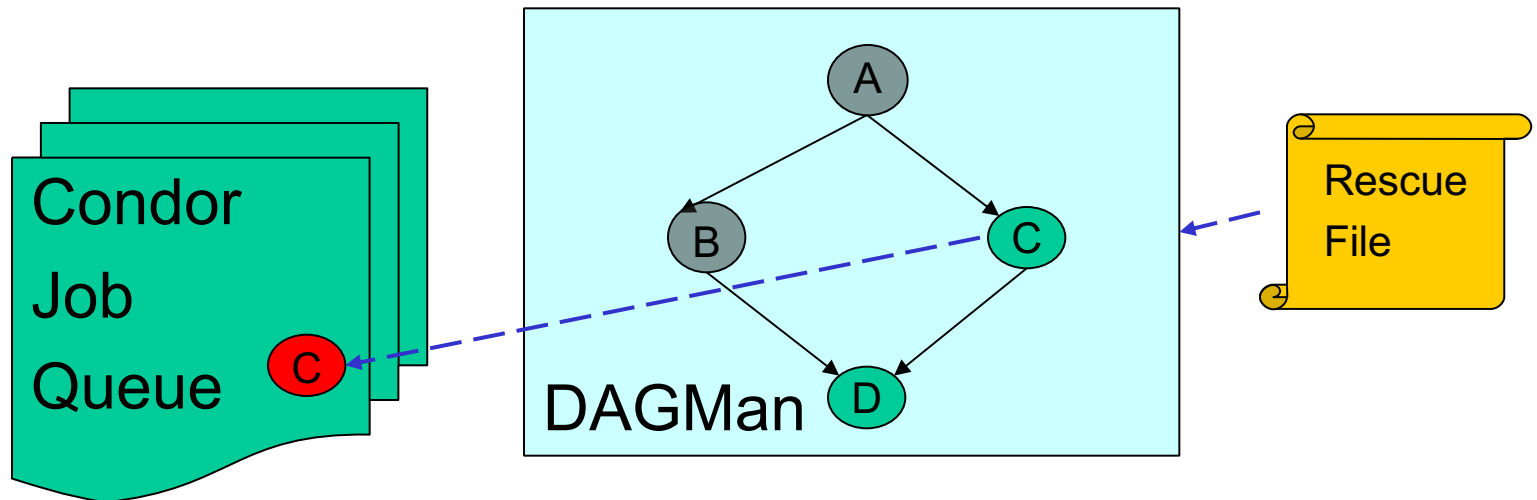 Condor
Job
Queue
C
A
B
C
D
DAGMan
Rescue
File